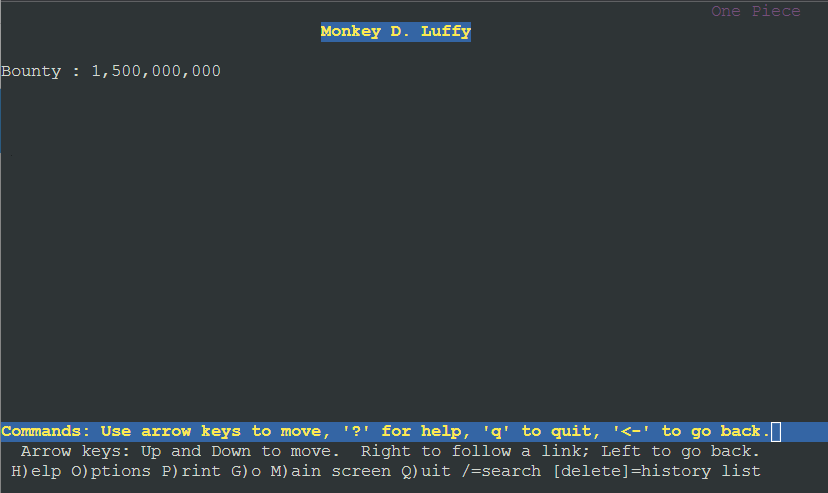 One Piece
Monkey D. Luffy
Bounty : 1,500,000,000
Commands: Use arrow keys to move, '?' for help, 'q' to quit, '<-' to go back.
Arrow keys: Up and Down to move.  Right to follow a link; Left to go back.
H)elp O)ptions P)rint G)o M)ain screen Q)uit /=search [delete]=history list